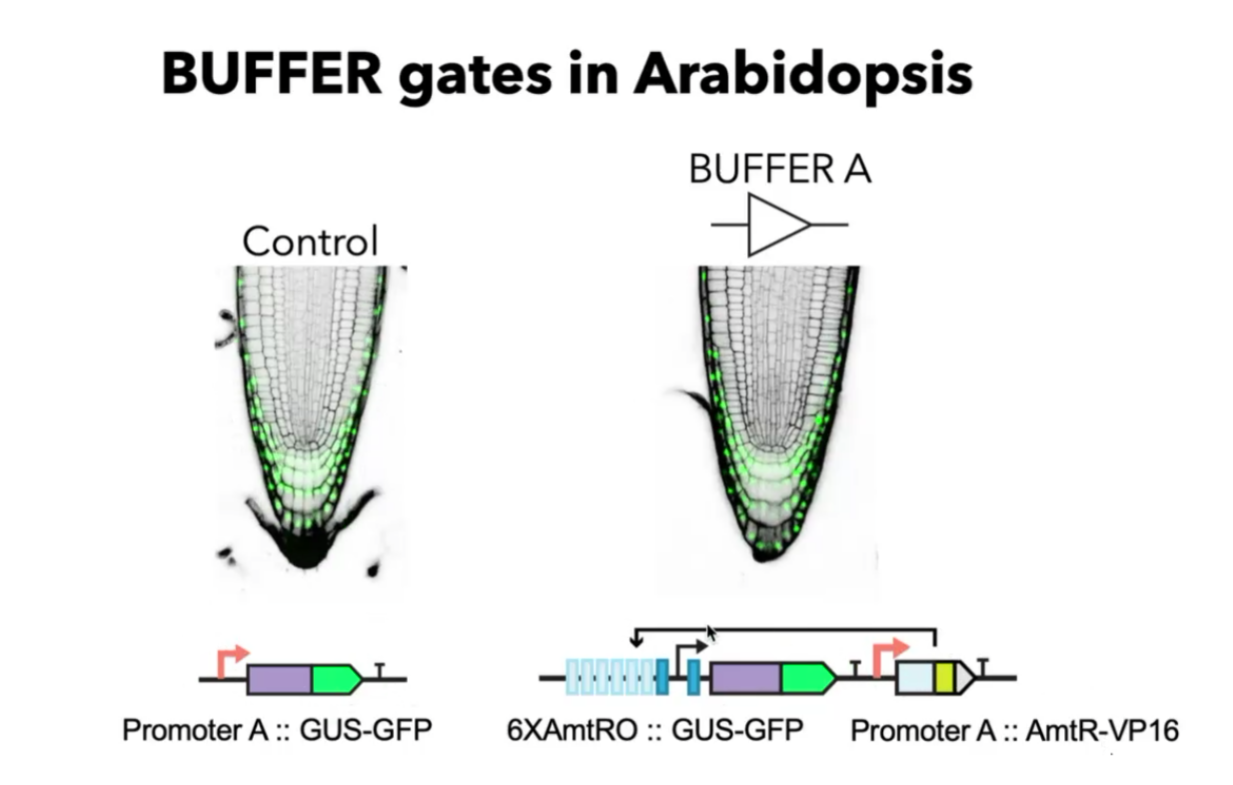 BUFFER gates in Arabidopsis
BUFFER A
Control
T
T
T
Promoter A :: GUS-GFP
6XAmtRO :: GUS-GFP
Promoter A :: AmtR-VP16